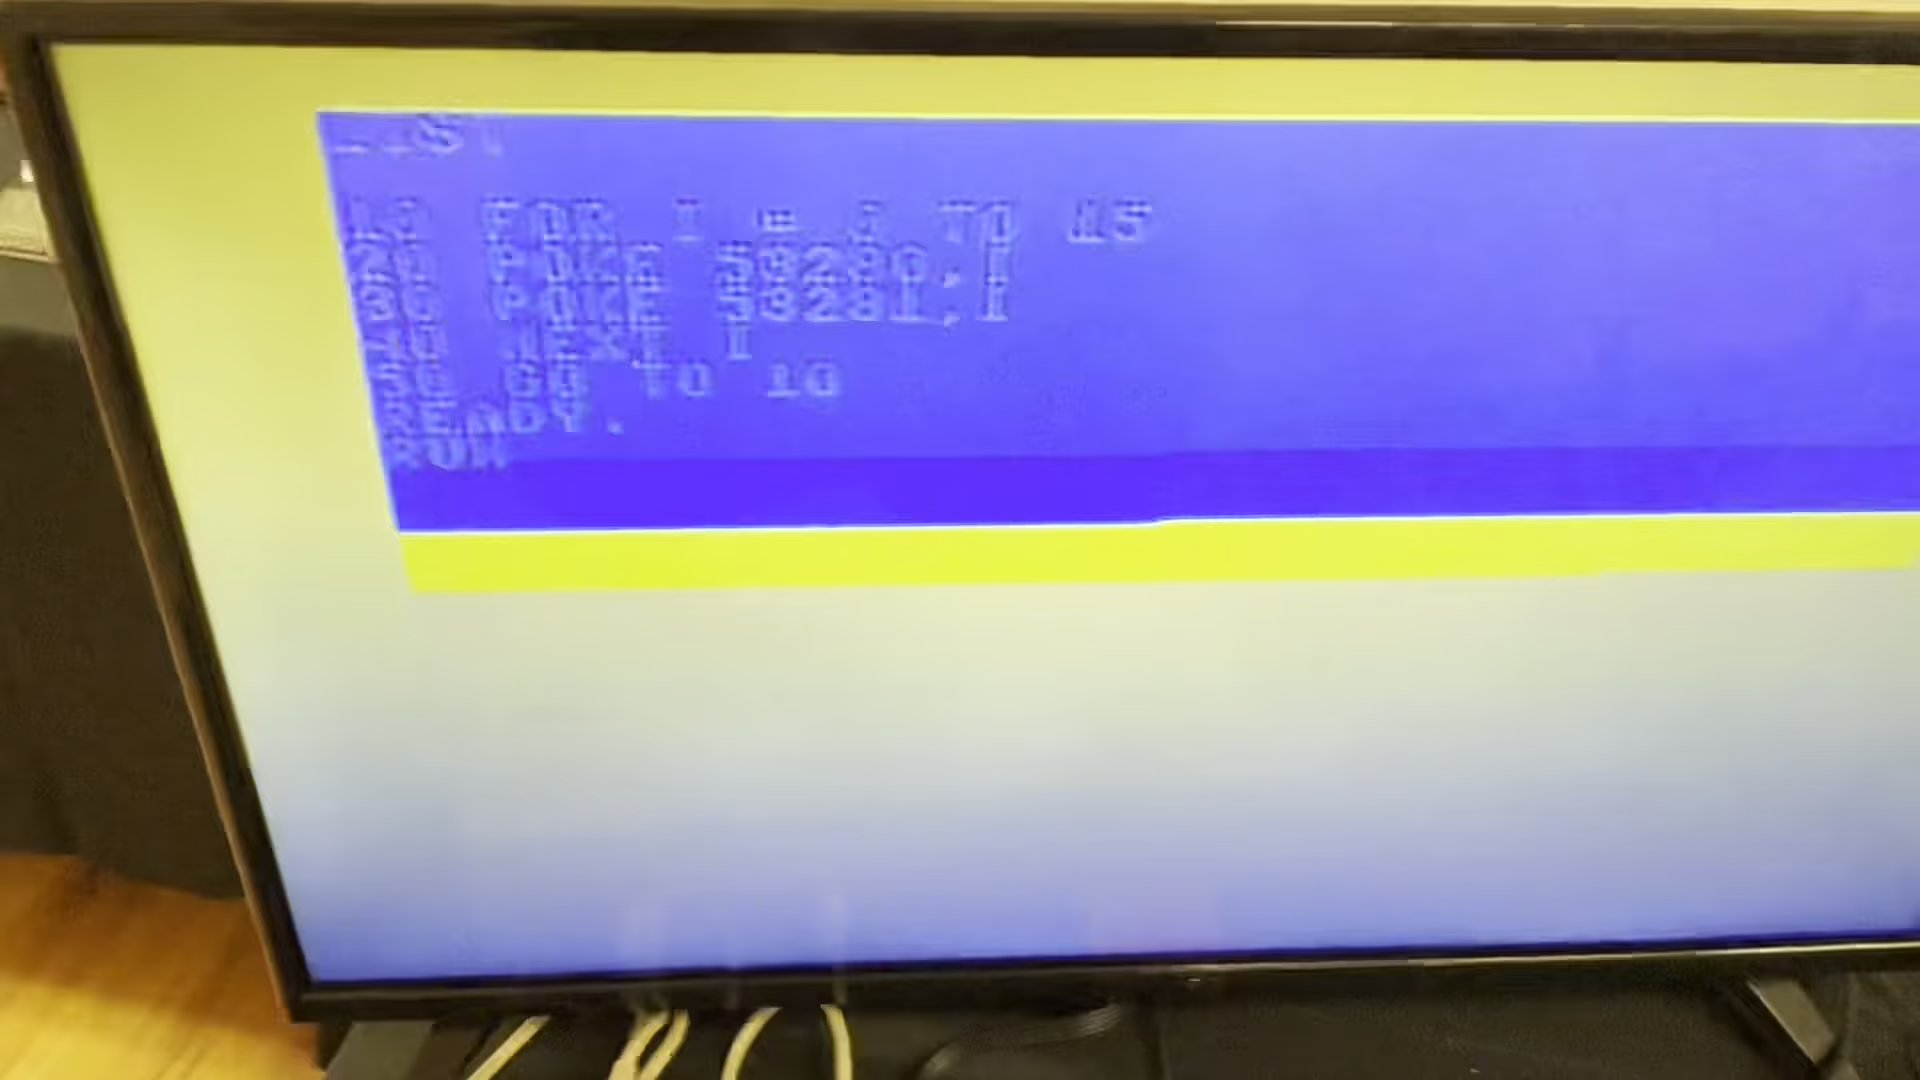 LIST
10 FOR I = 0 TO 15
20 POKE 53280,I
30 POKE 53281,I
40 NEXT I
50 GO TO 10
READY.
RUN